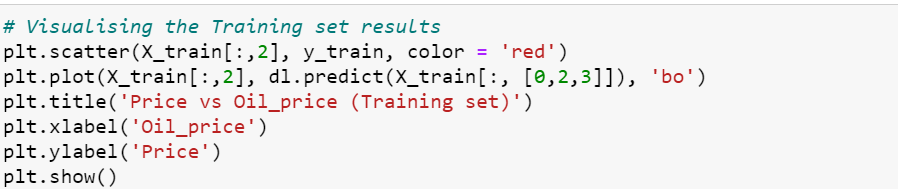 # Visualising the Training set results
plt.scatter(X_train[:,2], y_train, color = 'red')
plt.plot(X_train[:,2], dl.predict(X_train[:, [0,2,3]]), 'bo')
plt.title('Price vs Oil_price (Training set)')
plt.xlabel('Oil_price')
plt.ylabel('Price')
plt.show()